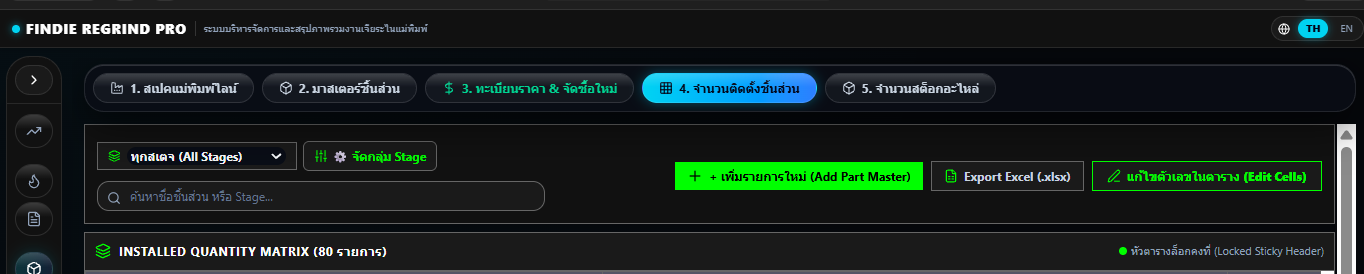 FINDIE REGRIND PRO ระบบบริหารจัดการและสรุปภาพรวมงานเจียระไนแม่พิมพ์ TH EN
1. สเปคแม่พิมพ์ไลน์ 2. มาสเตอร์ชิ้นส่วน 3. ทะเบียนราคา & จัดซื้อใหม่ 4. จำนวนติดตั้งชิ้นส่วน 5. จำนวนสต็อกอะไหล่
ทุกสเตจ (All Stages) จัดกลุ่ม Stage
+ เพิ่มรายการใหม่ (Add Part Master) Export Excel (.xlsx) แก้ไขตัวเลขในตาราง (Edit Cells)
ค้นหาชื่อชิ้นส่วน หรือ Stage...
INSTALLED QUANTITY MATRIX (80 รายการ) หัวตารางล็อกคงที่ (Locked Sticky Header)